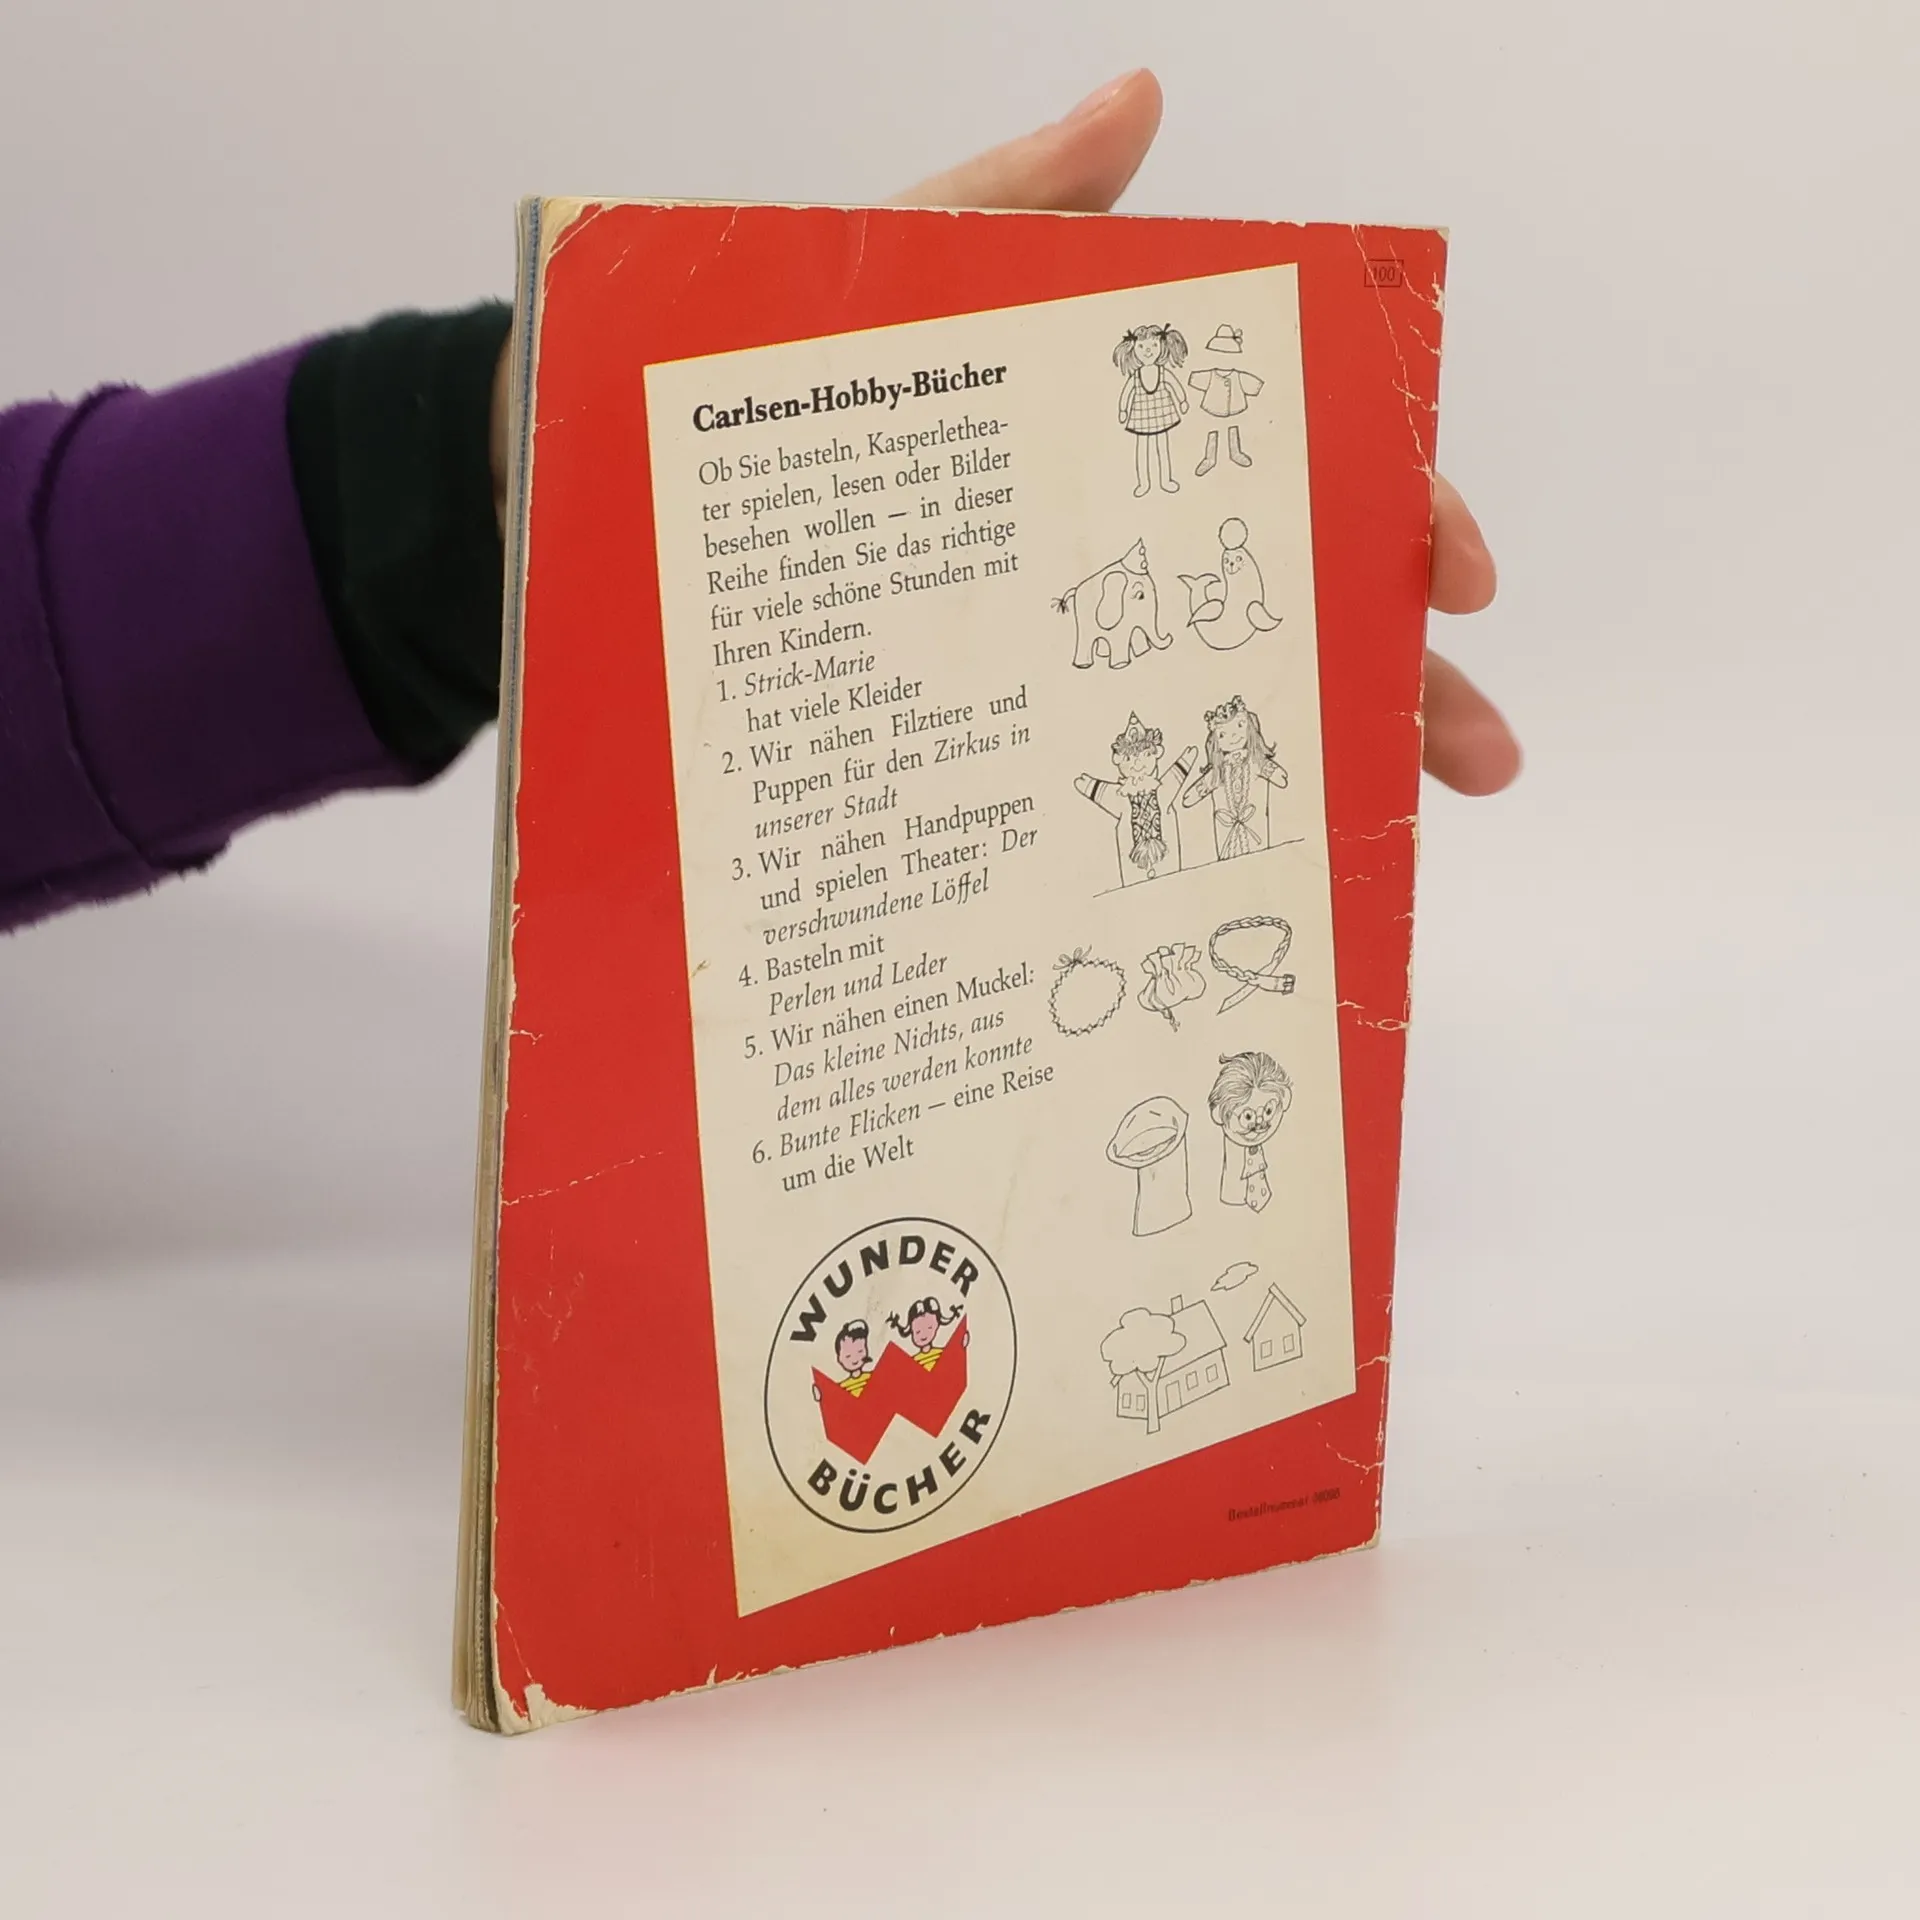 100
Carlsen-Hobby-Bücher
Ob Sie basteln, Kasperlethea-
ter spielen, lesen oder Bilder
besehen wollen — in dieser
Reihe finden Sie das richtige
für viele schöne Stunden mit
Ihren Kindern.
1. Strick-Marie
hat viele Kleider
2. Wir nähen Filztiere und
Puppen für den Zirkus in
unserer Stadt
3. Wir nähen Handpuppen
und spielen Theater: Der
verschwundene Löffel
4. Basteln mit
Perlen und Leder
5. Wir nähen einen Muckel:
Das kleine Nichts, aus
dem alles werden konnte
6. Bunte Flicken — eine Reise
um die Welt
WUNDER
BÜCHER
Bestellnummer